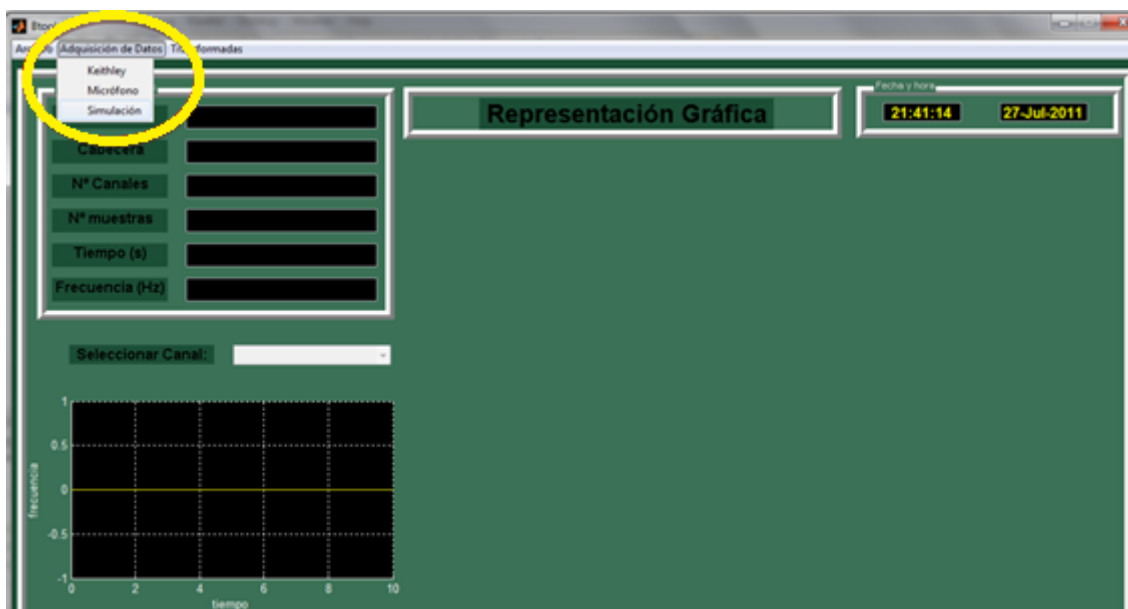 Adquisición de Datos
Keithley
Micrófono
Simulación
Representación Gráfica
Fecha y hora
21:41:14 27-Jul-2011
Cabecera
Nº Canales
Nº muestras
Tiempo (s)
Frecuencia (Hz)
Seleccionar Canal:
1
0.5
0
-0.5
-1
frecuencia
0 2 4 6 8 10
tiempo